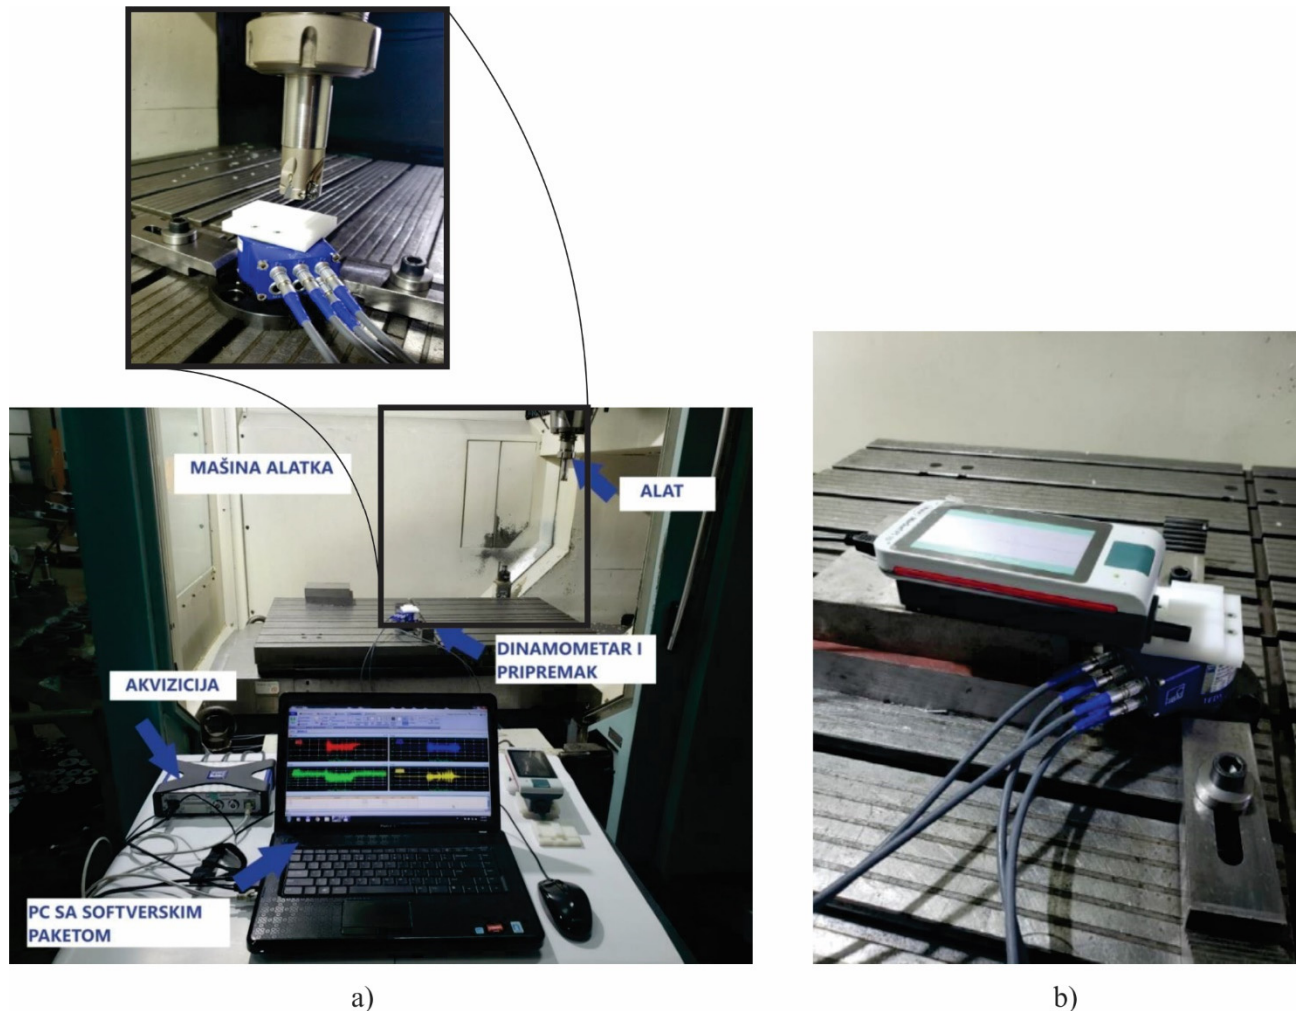 MAŠINA ALATKA
ALAT
DINAMOMETAR I
PRIPREMAK
AKVIZICIJA
PC SA SOFTVERSKIM
PAKETOM
a)
b)